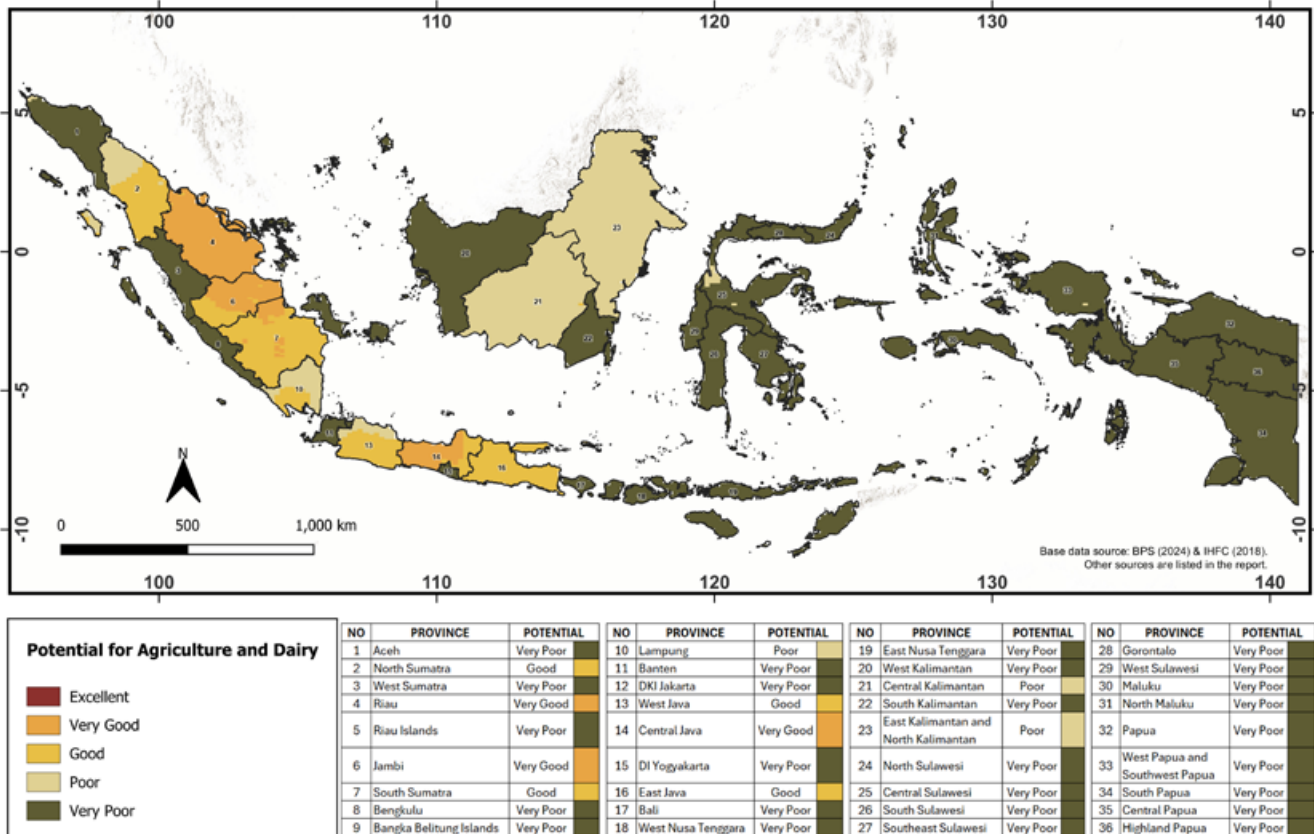 100 110 120 130 140
5 5
0 0
-5 -5
-10 -10
N
0 500 1,000 km
Base data source: BPS (2024) & IHFC (2018).
Other sources are listed in the report.
100 110 120 130 140
Potential for Agriculture and Dairy
Excellent
Very Good
Good
Poor
Very Poor
NO PROVINCE POTENTIAL
1 Aceh Very Poor
2 North Sumatra Good
3 West Sumatra Very Poor
4 Riau Very Good
5 Riau Islands Very Poor
6 Jambi Very Good
7 South Sumatra Good
8 Bengkulu Very Poor
9 Bangka Belitung Islands Very Poor
NO PROVINCE POTENTIAL
10 Lampung Poor
11 Banten Very Poor
12 DKI Jakarta Very Poor
13 West Java Good
14 Central Java Very Good
15 DI Yogyakarta Very Poor
16 East Java Good
17 Bali Very Poor
18 West Nusa Tenggara Very Poor
NO PROVINCE POTENTIAL
19 East Nusa Tenggara Very Poor
20 West Kalimantan Very Poor
21 Central Kalimantan Poor
22 South Kalimantan Very Poor
23 East Kalimantan and
North Kalimantan Poor
24 North Sulawesi Very Poor
25 Central Sulawesi Very Poor
26 South Sulawesi Very Poor
27 Southeast Sulawesi Very Poor
NO PROVINCE POTENTIAL
28 Gorontalo Very Poor
29 West Sulawesi Very Poor
30 Maluku Very Poor
31 North Maluku Very Poor
32 Papua Very Poor
33 West Papua and
Southwest Papua Very Poor
34 South Papua Very Poor
35 Central Papua Very Poor
36 Highland Papua Very Poor